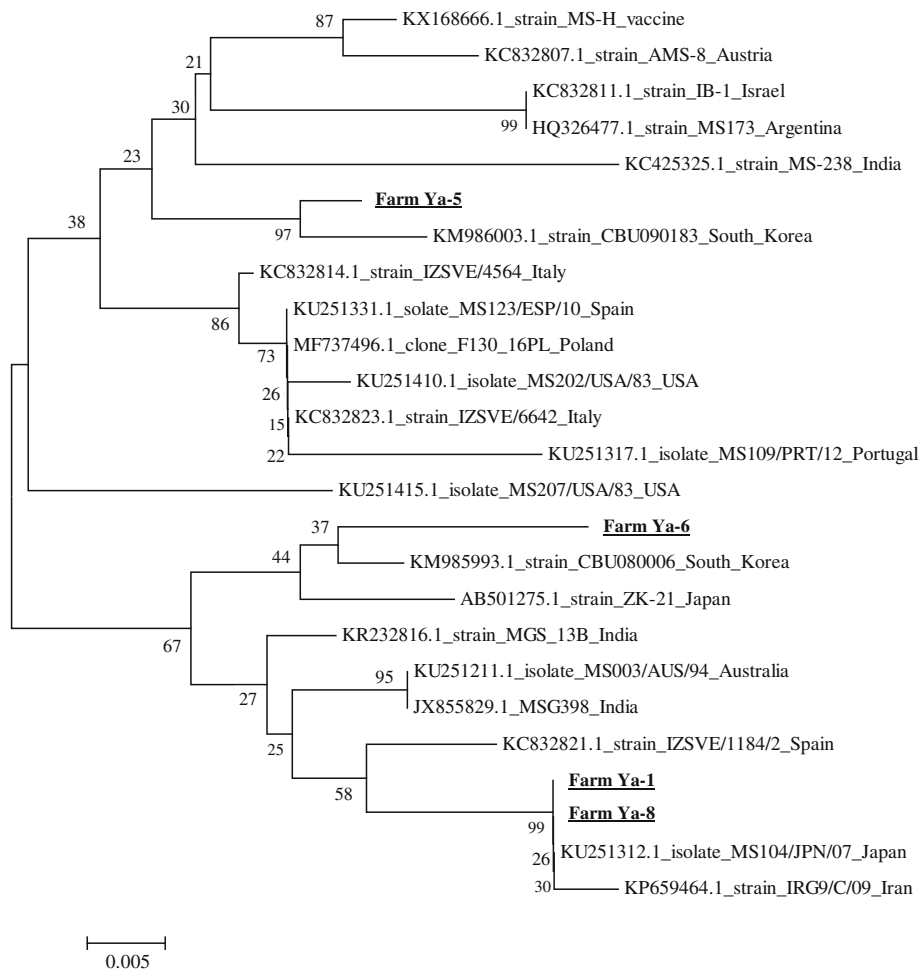 87
KX168666.1_strain_MS-H_vaccine
KC832807.1_strain_AMS-8_Austria
21
KC832811.1_strain_IB-1_Israel
30
99
HQ326477.1_strain_MS173_Argentina
23
KC425325.1_strain_MS-238_India
Farm Ya-5
38
97
KM986003.1_strain_CBU090183_South_Korea
KC832814.1_strain_IZSVE/4564_Italy
86
KU251331.1_solate_MS123/ESP/10_Spain
73
MF737496.1_clone_F130_16PL_Poland
KU251410.1_isolate_MS202/USA/83_USA
26
15
KC832823.1_strain_IZSVE/6642_Italy
22
KU251317.1_isolate_MS109/PRT/12_Portugal
KU251415.1_isolate_MS207/USA/83_USA
37
Farm Ya-6
44
KM985993.1_strain_CBU080006_South_Korea
AB501275.1_strain_ZK-21_Japan
67
KR232816.1_strain_MGS_13B_India
95
KU251211.1_isolate_MS003/AUS/94_Australia
27
JX855829.1_MSG398_India
25
KC832821.1_strain_IZSVE/1184/2_Spain
58
Farm Ya-1
Farm Ya-8
99
26
KU251312.1_isolate_MS104/JPN/07_Japan
30
KP659464.1_strain_IRG9/C/09_Iran
0.005